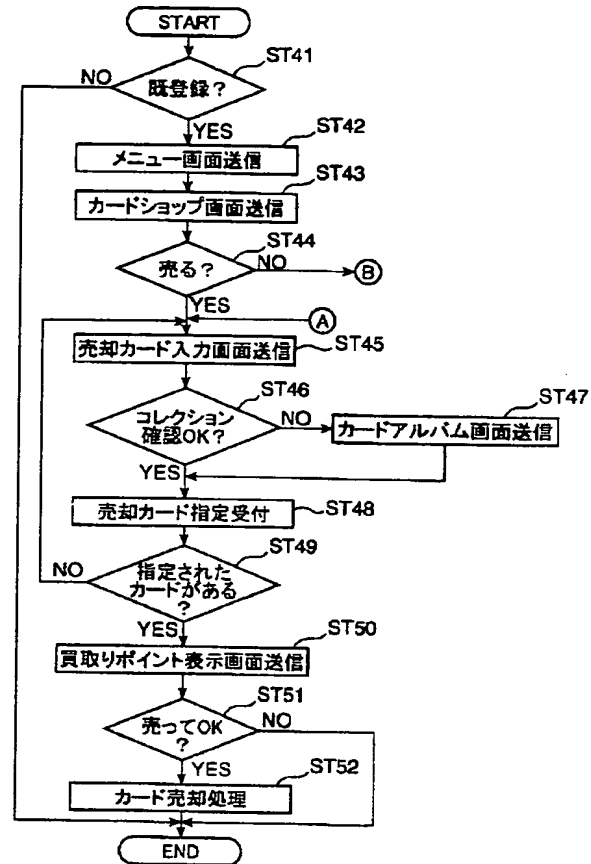 START
ST41
NO
既登録?
YES
ST42
メニュー画面送信
ST43
カードショップ画面送信
ST44
売る?
NO
B
YES
A
売却カード入力画面送信
ST45
ST46
コレクション
確認OK?
NO
ST47
カードアルバム画面送信
YES
売却カード指定受付
ST48
ST49
NO
指定された
カードがある
?
YES
ST50
買取りポイント表示画面送信
ST51
売ってOK
?
NO
YES
ST52
カード売却処理
END